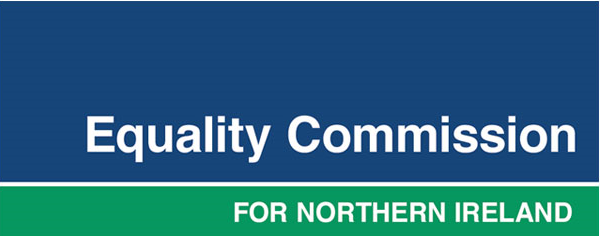 Equality Commission
FOR NORTHERN IRELAND